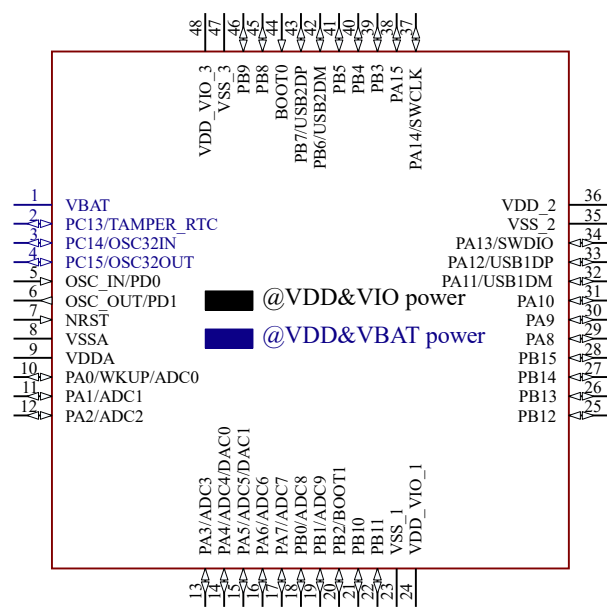 48
47
46
45
44
43
42
41
40
39
38
37
VDD_VIO_3
VSS_3
PB9
PB8
BOOT0
PB7/USB2DP
PB6/USB2DM
PB5
PB4
PB3
PA15
PA14/SWCLK
1 VBAT
2 PC13/TAMPER_RTC
3 PC14/OSC32IN
4 PC15/OSC32OUT
5 OSC_IN/PD0
6 OSC_OUT/PD1
7 NRST
8 VSSA
9 VDDA
10 PA0/WKUP/ADC0
11 PA1/ADC1
12 PA2/ADC2
@VDD&VIO power
@VDD&VBAT power
VDD_2 36
VSS_2 35
PA13/SWDIO 34
PA12/USB1DP 33
PA11/USB1DM 32
PA10 31
PA9 30
PA8 29
PB15 28
PB14 27
PB13 26
PB12 25
PA3/ADC3
PA4/ADC4/DAC0
PA5/ADC5/DAC1
PA6/ADC6
PA7/ADC7
PB0/ADC8
PB1/ADC9
PB2/BOOT1
PB10
PB11
VSS_1
VDD_VIO_1
13
14
15
16
17
18
19
20
21
22
23
24